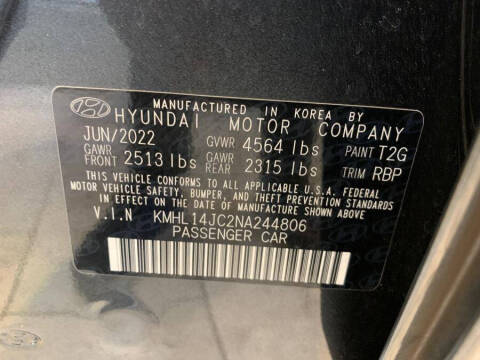 MANUFACTURED IN KOREA BY
HYUNDAI MOTOR COMPANY
JUN/2022 GVWR 4564 lbs PAINT T2G
GAWR FRONT 2513 lbs GAWR REAR 2315 lbs TRIM RBP
THIS VEHICLE CONFORMS TO ALL APPLICABLE U.S.A. FEDERAL
MOTOR VEHICLE SAFETY, BUMPER, AND THEFT PREVENTION
STANDARDS IN EFFECT ON THE DATE OF MANUFACTURE SHOWN ABOVE.
V.I.N KMHL14JC2NA244806
PASSENGER CAR